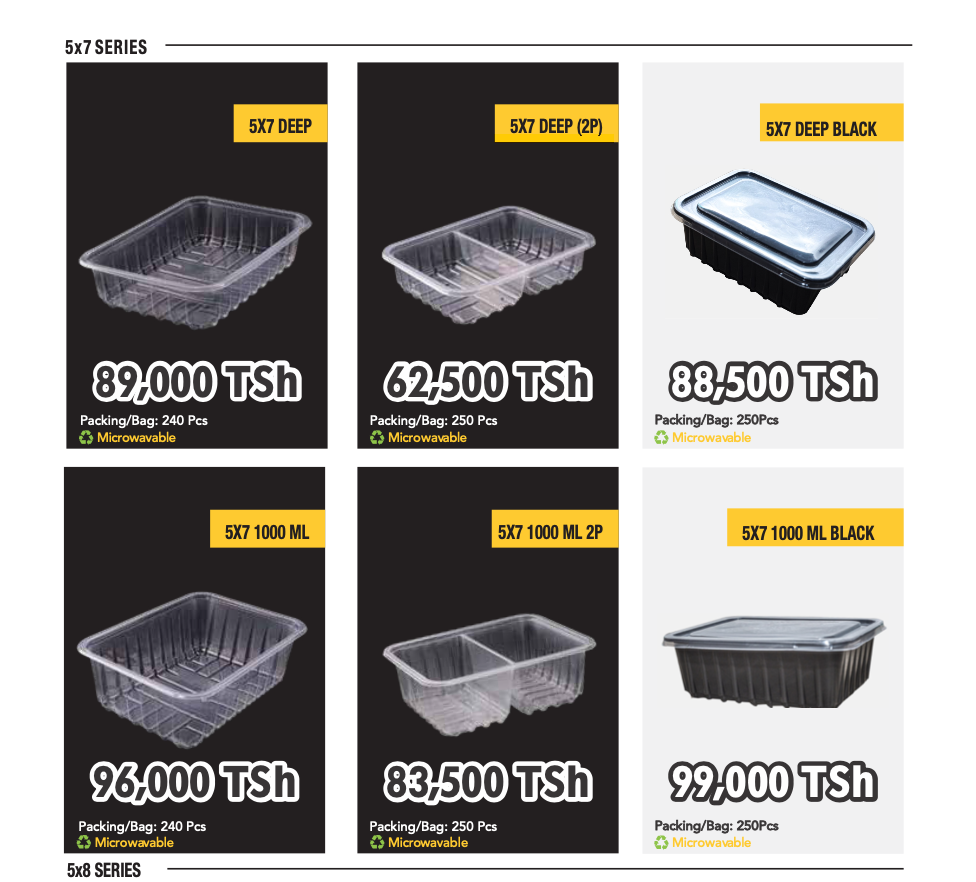 5x7 SERIES
5X7 DEEP
89,000 TSh
Packing/Bag: 240 Pcs
Microwavable
5X7 DEEP (2P)
62,500 TSh
Packing/Bag: 250 Pcs
Microwavable
5X7 DEEP BLACK
88,500 TSh
Packing/Bag: 250Pcs
Microwavable
5X7 1000 ML
96,000 TSh
Packing/Bag: 240 Pcs
Microwavable
5X7 1000 ML 2P
83,500 TSh
Packing/Bag: 250 Pcs
Microwavable
5X7 1000 ML BLACK
99,000 TSh
Packing/Bag: 250Pcs
Microwavable
5x8 SERIES